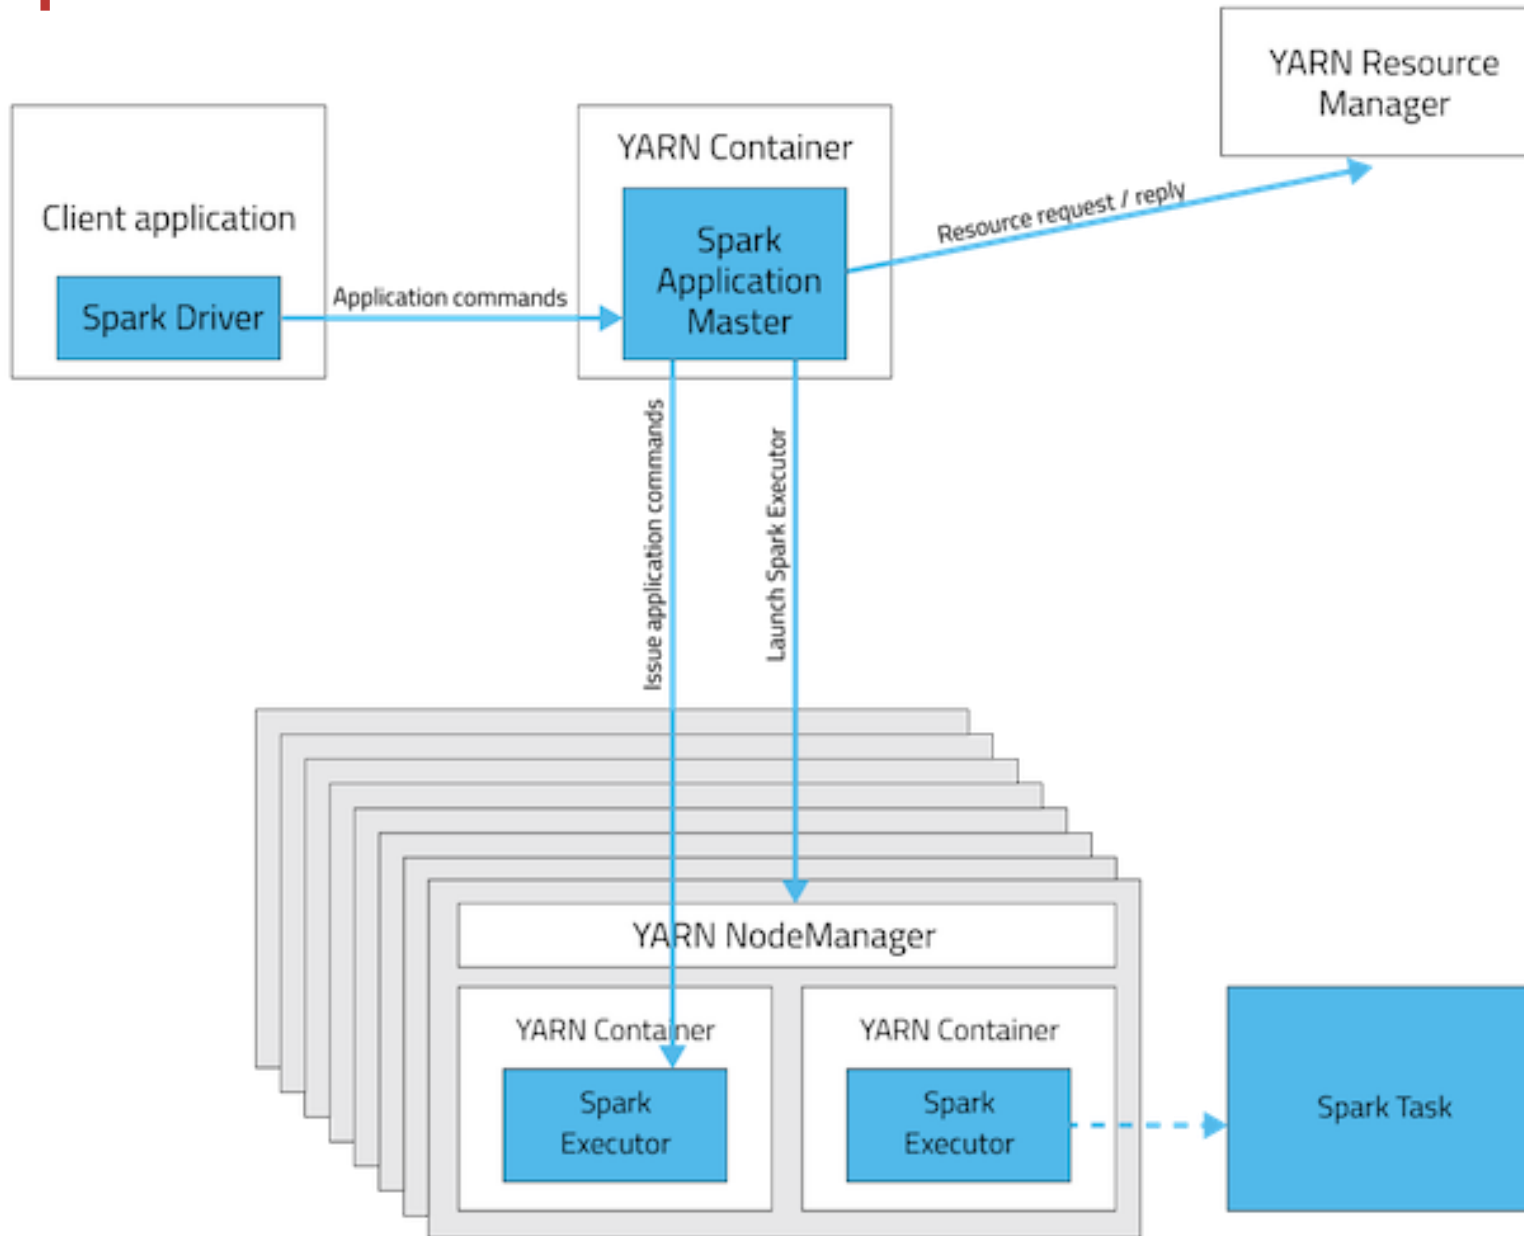 YARN Resource
Manager
YARN Container
Client application
Spark
Application
Master
Spark Driver
Application commands
Resource request / reply
Issue application commands
Launch Spark Executor
YARN NodeManager
YARN Container
YARN Container
Spark
Executor
Spark
Executor
Spark Task